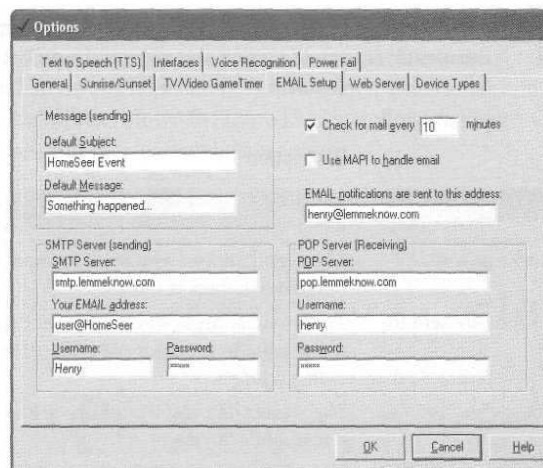 Options
Text to Speech (TTS) Interfaces Voice Recognition Power Fail
General Sunrise/Sunset TV/Video GameTimer EMAIL Setup Web Server Device Types
Message (sending)
Default Subject:
HomeSeer Event
Default Message:
Something happened...
Check for mail every 10 minutes
Use MAPI to handle email
EMAIL notifications are sent to this address:
henry@lemmeknow.com
SMTP Server (sending)
SMTP Server:
smtp.lemmeknow.com
Your EMAIL address:
user@HomeSeer
Username: Password:
Henry *****
POP Server (Receiving)
POP Server:
pop.lemmeknow.com
Username:
henry
Password:
*****
OK Cancel Help